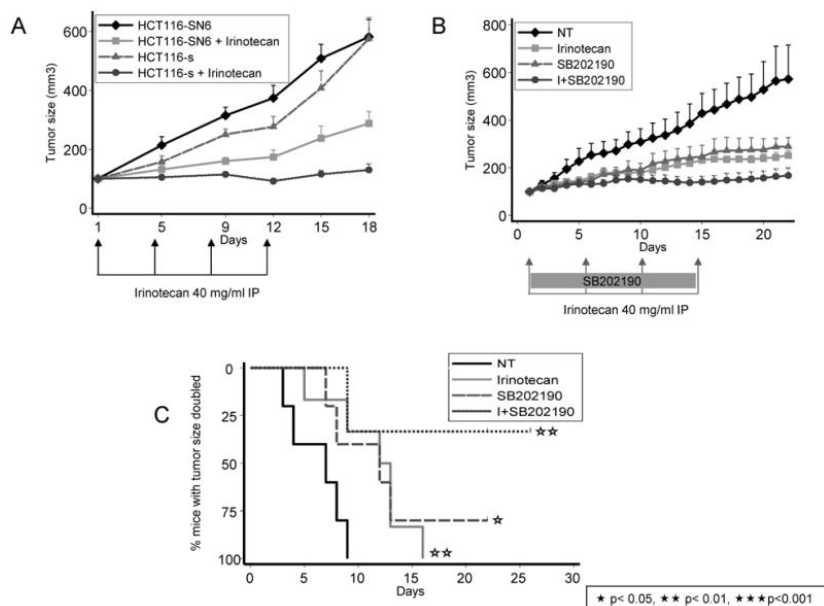 A
HCT116-SN6
HCT116-SN6 + Irinotecan
HCT116-s
HCT116-s + Irinotecan
Tumor size (mm3)
600
400
200
0
1 5 9 12 15 18
Days
Irinotecan 40 mg/ml IP
B
NT
Irinotecan
SB202190
I+SB202190
Tumor size (mm3)
800
600
400
200
0
0 5 10 15 20
Days
SB202190
Irinotecan 40 mg/ml IP
C
NT
Irinotecan
SB202190
I+SB202190
% mice with tumor size doubled
0
25
50
75
100
0 5 10 15 20 25 30
Days
☆☆
☆
☆☆
★ p< 0.05, ★★ p< 0.01, ★★★p<0.001